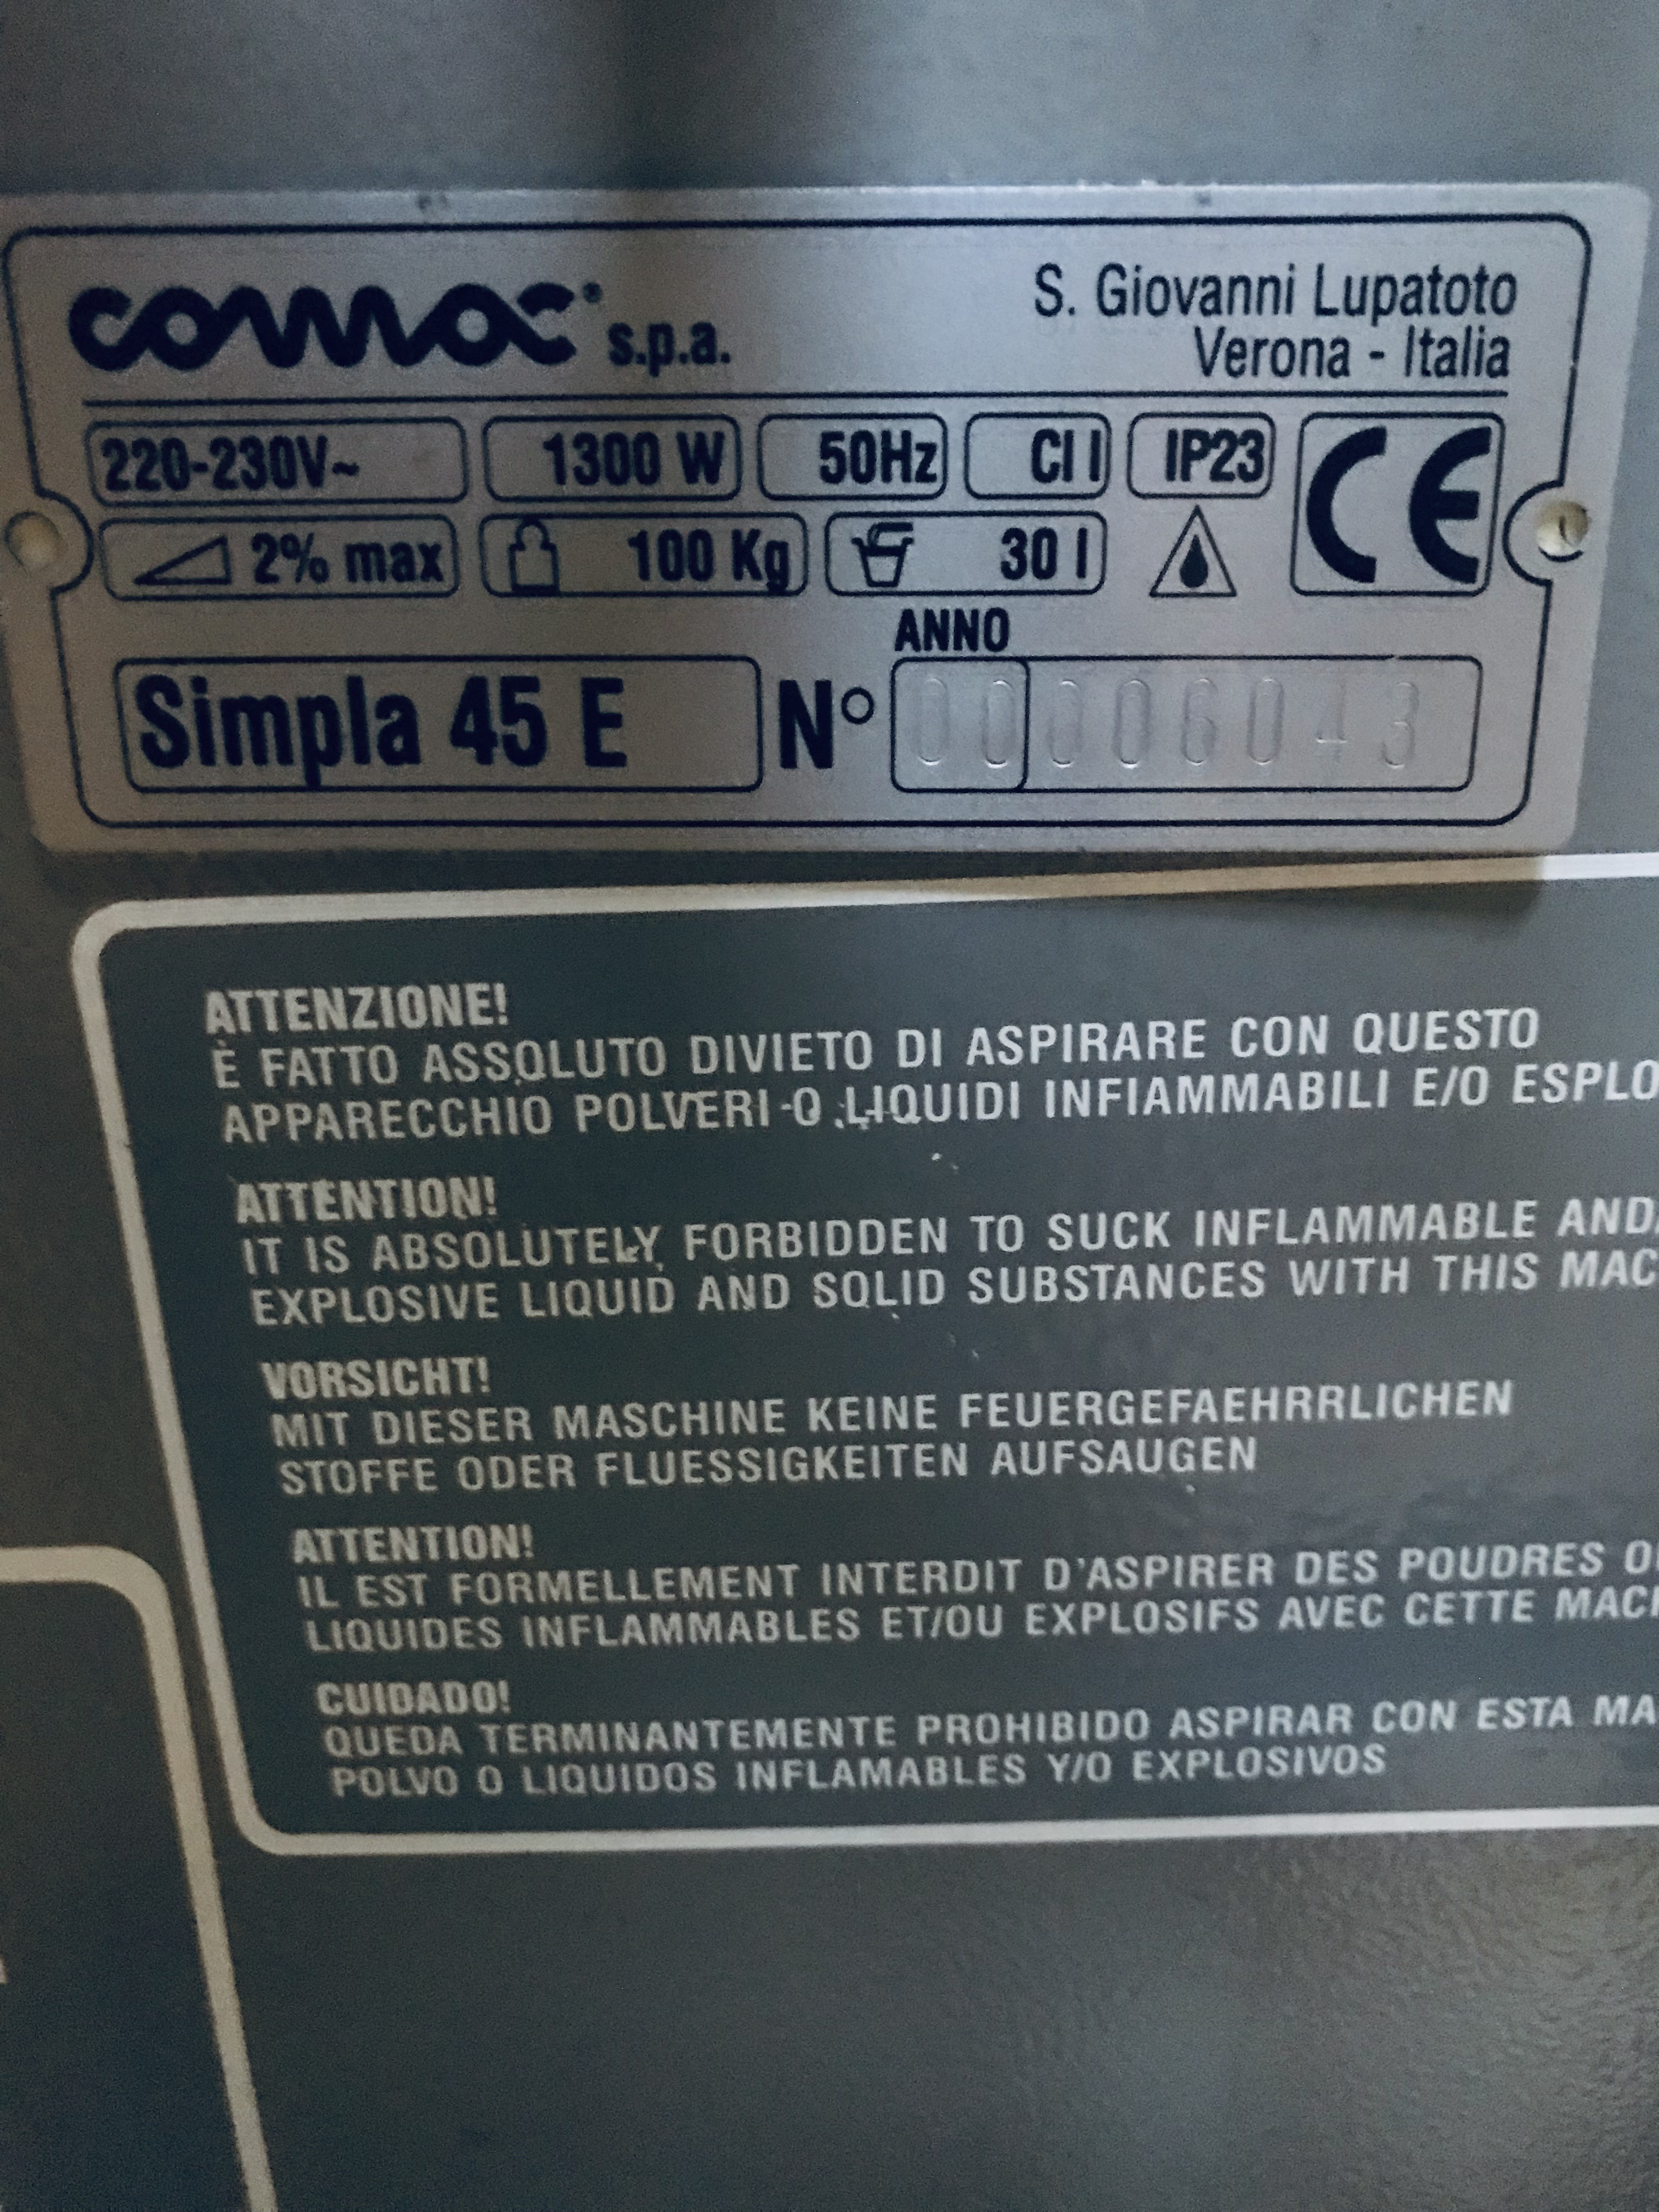 comac® s.p.a.
S. Giovanni Lupatoto
Verona - Italia
220-230V~ 1300 W 50Hz Cl I IP23 CE
2% max 100 Kg 30 l
ANNO
Simpla 45 E N° 00006043
ATTENZIONE!
È FATTO ASSOLUTO DIVIETO DI ASPIRARE CON QUESTO
APPARECCHIO POLVERI O LIQUIDI INFIAMMABILI E/O ESPLO
ATTENTION!
IT IS ABSOLUTELY FORBIDDEN TO SUCK INFLAMMABLE AND/
EXPLOSIVE LIQUID AND SOLID SUBSTANCES WITH THIS MAC
VORSICHT!
MIT DIESER MASCHINE KEINE FEUERGEFAEHRRLICHEN
STOFFE ODER FLUESSIGKEITEN AUFSAUGEN
ATTENTION!
IL EST FORMELLEMENT INTERDIT D'ASPIRER DES POUDRES
LIQUIDES INFLAMMABLES ET/OU EXPLOSIFS AVEC CETTE MAC
CUIDADO!
QUEDA TERMINANTEMENTE PROHIBIDO ASPIRAR CON ESTA MA
POLVO O LIQUIDOS INFLAMABLES Y/O EXPLOSIVOS